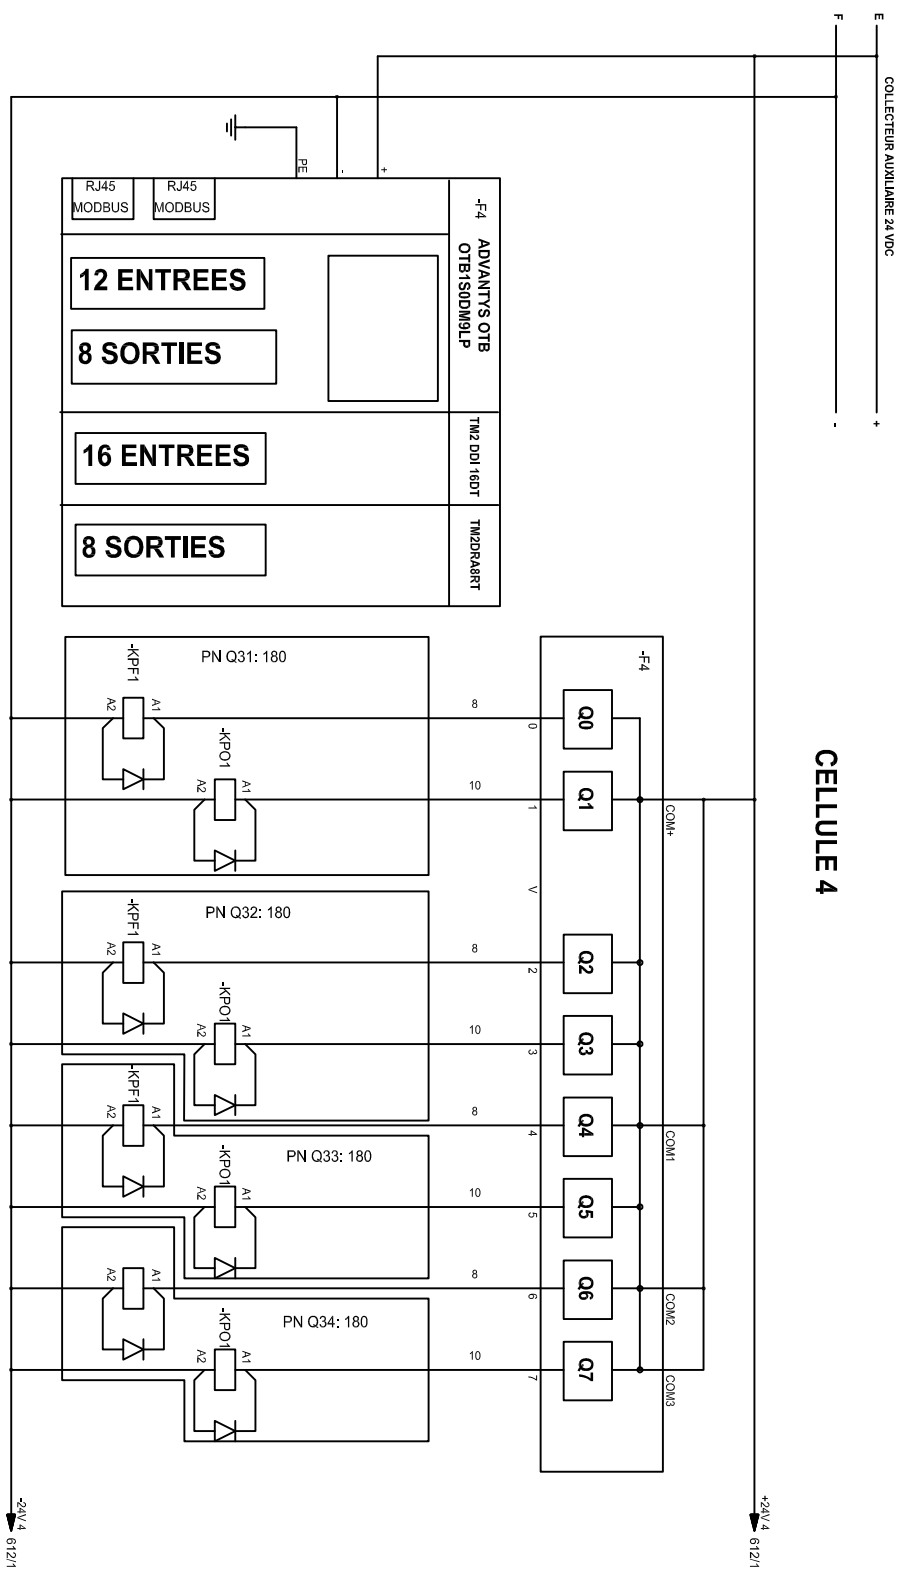 E
F
COLLECTEUR AUXILIAIRE 24 VDC
+
-
PE
-
+
RJ45
MODBUS
RJ45
MODBUS
-F4
ADVANTYS OTB
OTB1S0DM9LP
12 ENTREES
8 SORTIES
TM2 DDI 16DT
16 ENTREES
TM2DRA8RT
8 SORTIES
CELLULE 4
-F4
PN Q31: 180
-KPF1
A2
A1
8
0
Q0
-KPO1
A2
A1
10
1
Q1
COM+
V
PN Q32: 180
-KPF1
A2
A1
8
2
Q2
-KPO1
A2
A1
10
3
Q3
-KPF1
A2
A1
8
4
Q4
COM1
PN Q33: 180
-KPO1
A2
A1
10
5
Q5
A2
A1
8
6
Q6
COM2
PN Q34: 180
-KPO1
A2
A1
10
7
Q7
COM3
-24V 4
612/1
+24V 4
612/1